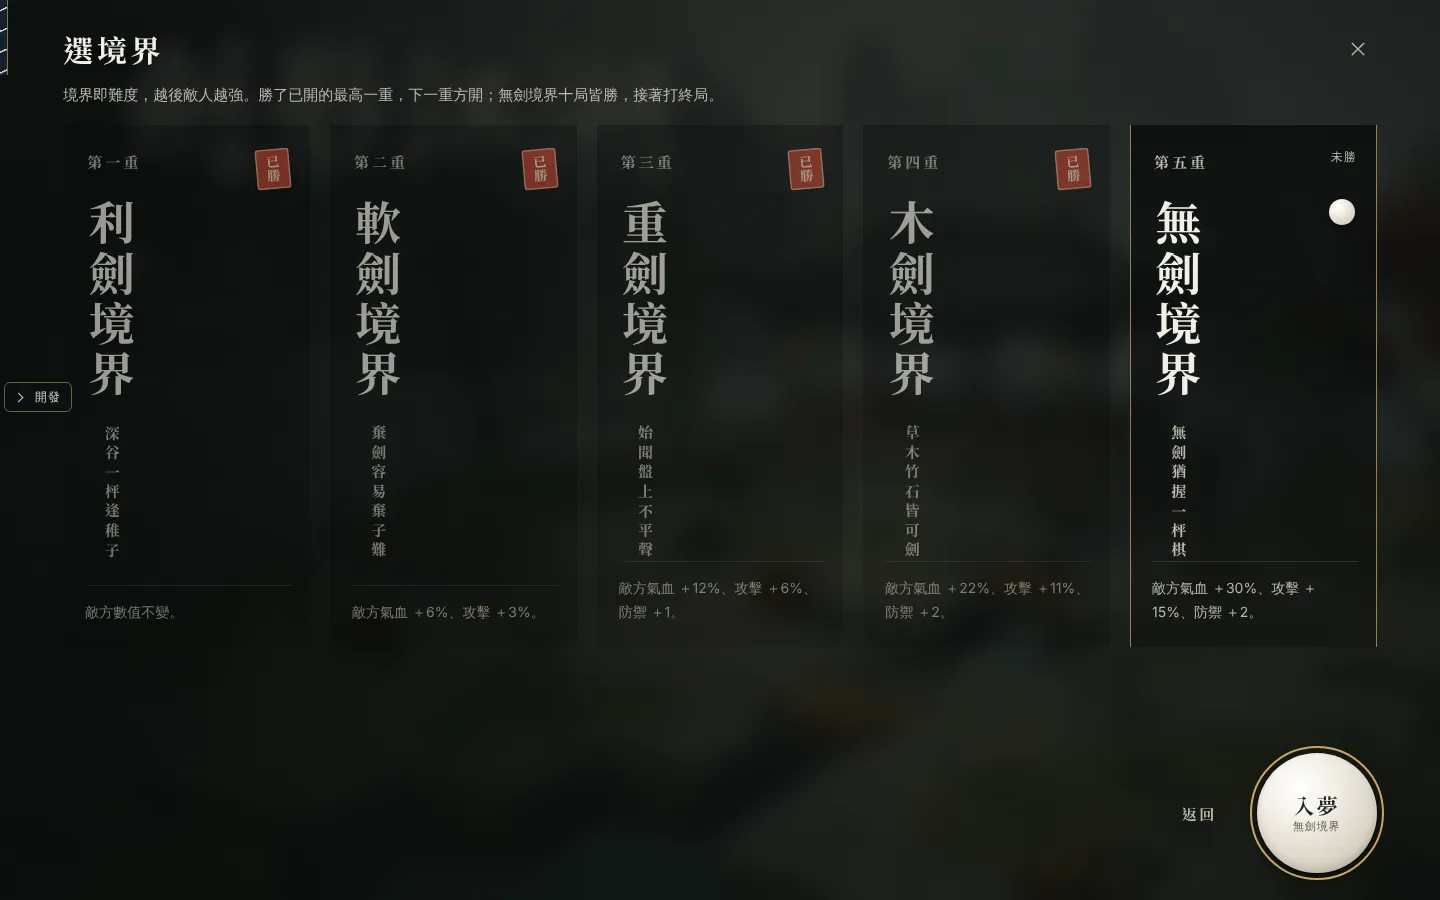 選境界
境界即難度，越後敵人越強。勝了已開的最高一重，下一重方開；無劍境界十局皆勝，接著打終局。
第一重
已勝
利劍境界
深谷一枰逢稚子
敵方數值不變。
第二重
已勝
軟劍境界
棄劍容易棄子難
敵方氣血 +6%、攻擊 +3%。
第三重
已勝
重劍境界
始聞盤上不平聲
敵方氣血 +12%、攻擊 +6%、
防禦 +1。
第四重
已勝
木劍境界
草木竹石皆可劍
敵方氣血 +22%、攻擊 +11%、
防禦 +2。
第五重
未勝
無劍境界
無劍猶握一枰棋
敵方氣血 +30%、攻擊 +
15%、防禦 +2。
開發
返回
入夢
無劍境界